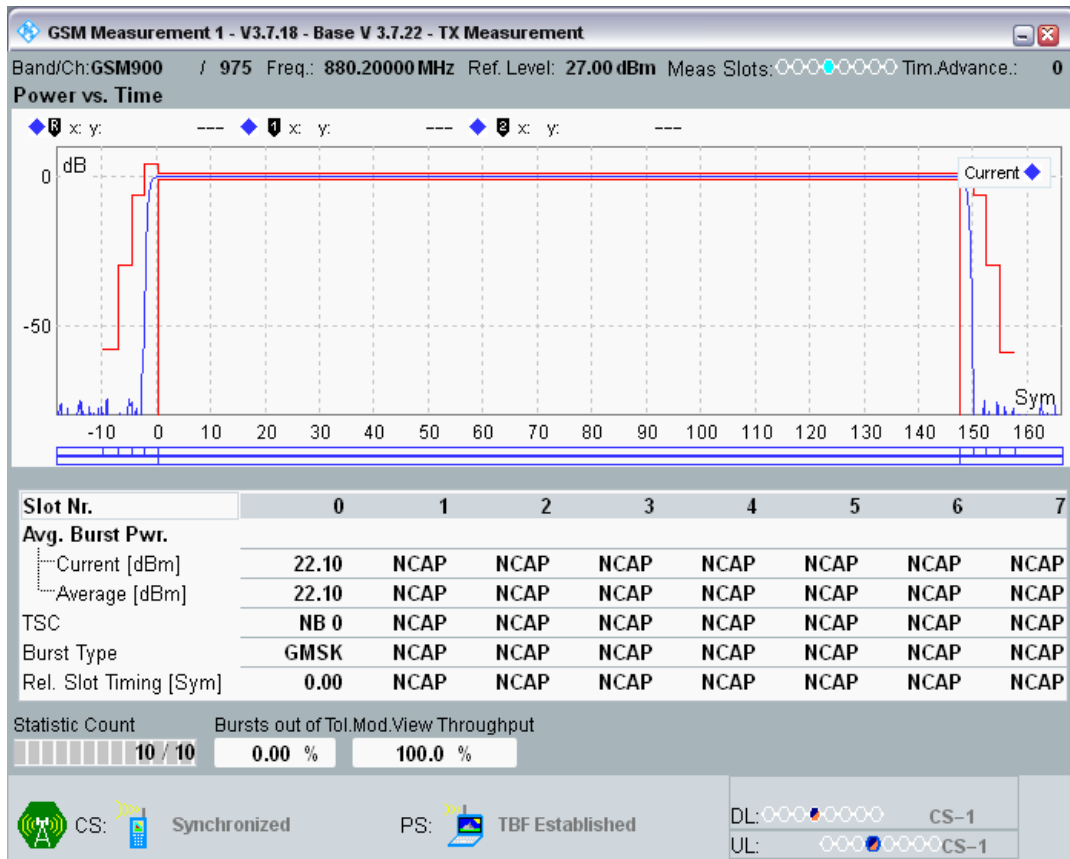 GSM Measurement 1 - V3.7.18 - Base V 3.7.22 - TX Measurement
Band/Ch:GSM900 / 975 Freq.: 880.20000 MHz Ref. Level: 27.00 dBm Meas Slots: Tim.Advance.: 0
Power vs. Time
R x: y: --- 1 x: y: --- 2 x: y: ---
dB
Current
0
-50
Sym
-10 0 10 20 30 40 50 60 70 80 90 100 110 120 130 140 150 160
Slot Nr. 0 1 2 3 4 5 6 7
Avg. Burst Pwr.
Current [dBm] 22.10 NCAP NCAP NCAP NCAP NCAP NCAP NCAP
Average [dBm] 22.10 NCAP NCAP NCAP NCAP NCAP NCAP NCAP
TSC NB 0 NCAP NCAP NCAP NCAP NCAP NCAP NCAP
Burst Type GMSK NCAP NCAP NCAP NCAP NCAP NCAP NCAP
Rel. Slot Timing [Sym] 0.00 NCAP NCAP NCAP NCAP NCAP NCAP NCAP
Statistic Count Bursts out of Tol. Mod.View Throughput
10 / 10 0.00 % 100.0 %
CS: Synchronized PS: TBF Established
DL: CS-1
UL: CS-1